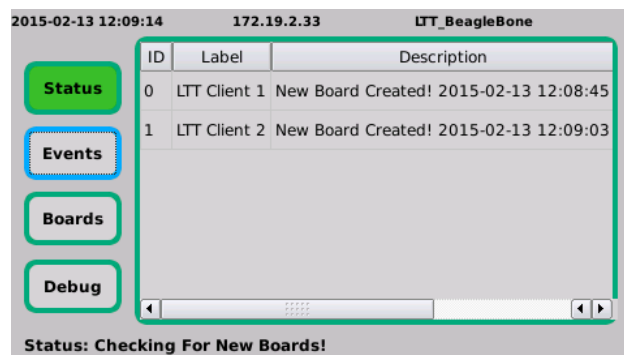 2015-02-13 12:09:14 172.19.2.33 LTT_BeagleBone
ID Label Description
Status
0 LTT Client 1 New Board Created! 2015-02-13 12:08:45
1 LTT Client 2 New Board Created! 2015-02-13 12:09:03
Events
Boards
Debug
Status: Checking For New Boards!